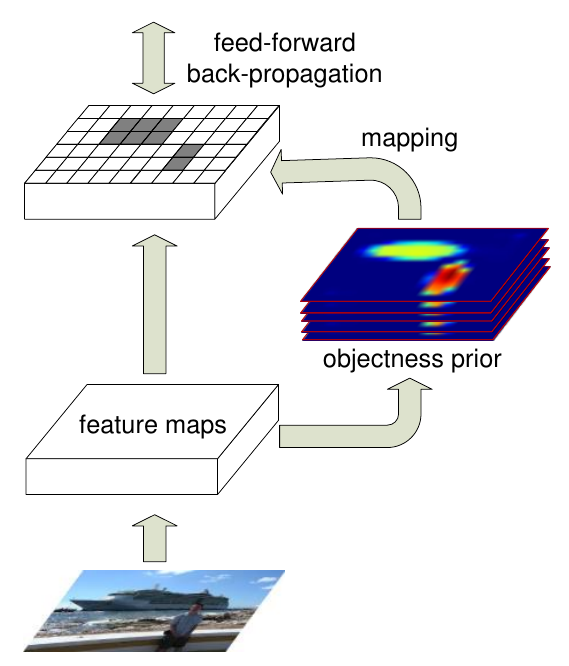 feed-forward
back-propagation
mapping
objectness prior
feature maps